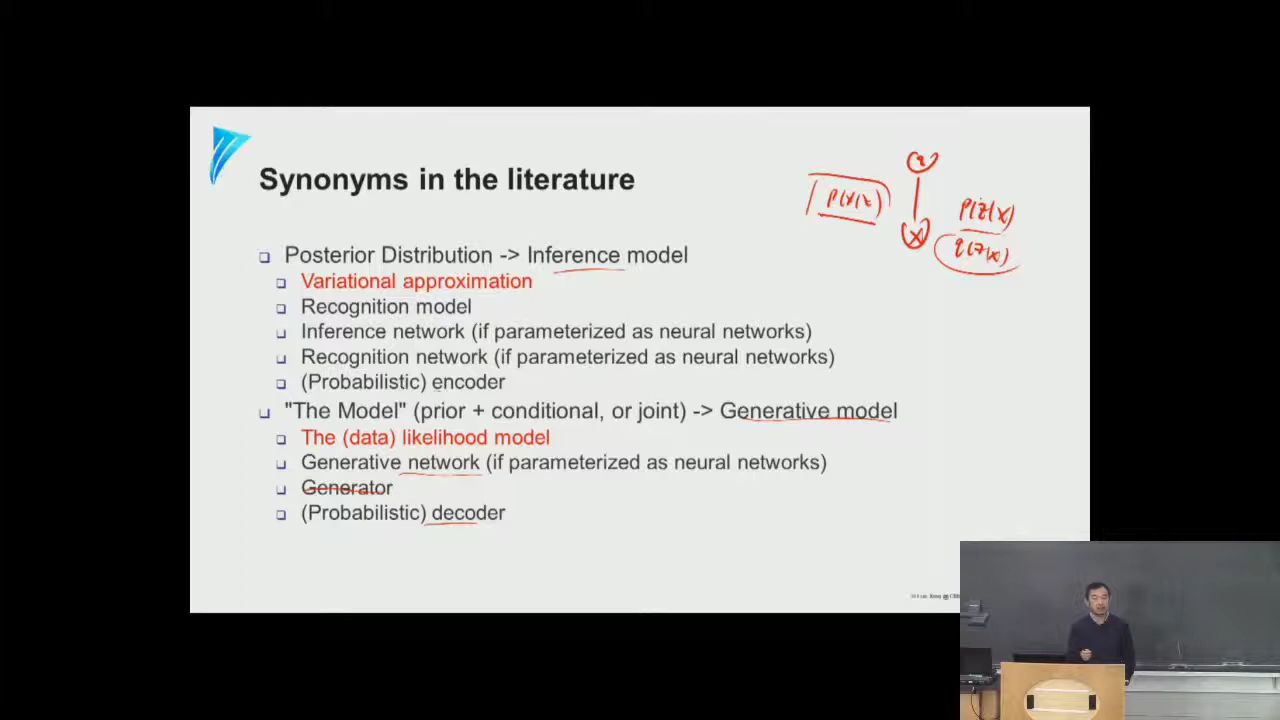 Synonyms in the literature
p(x|z)
z
x
p(z|x)
q(z|x)
Posterior Distribution -> Inference model
Variational approximation
Recognition model
Inference network (if parameterized as neural networks)
Recognition network (if parameterized as neural networks)
(Probabilistic) encoder
"The Model" (prior + conditional, or joint) -> Generative model
The (data) likelihood model
Generative network (if parameterized as neural networks)
Generator
(Probabilistic) decoder